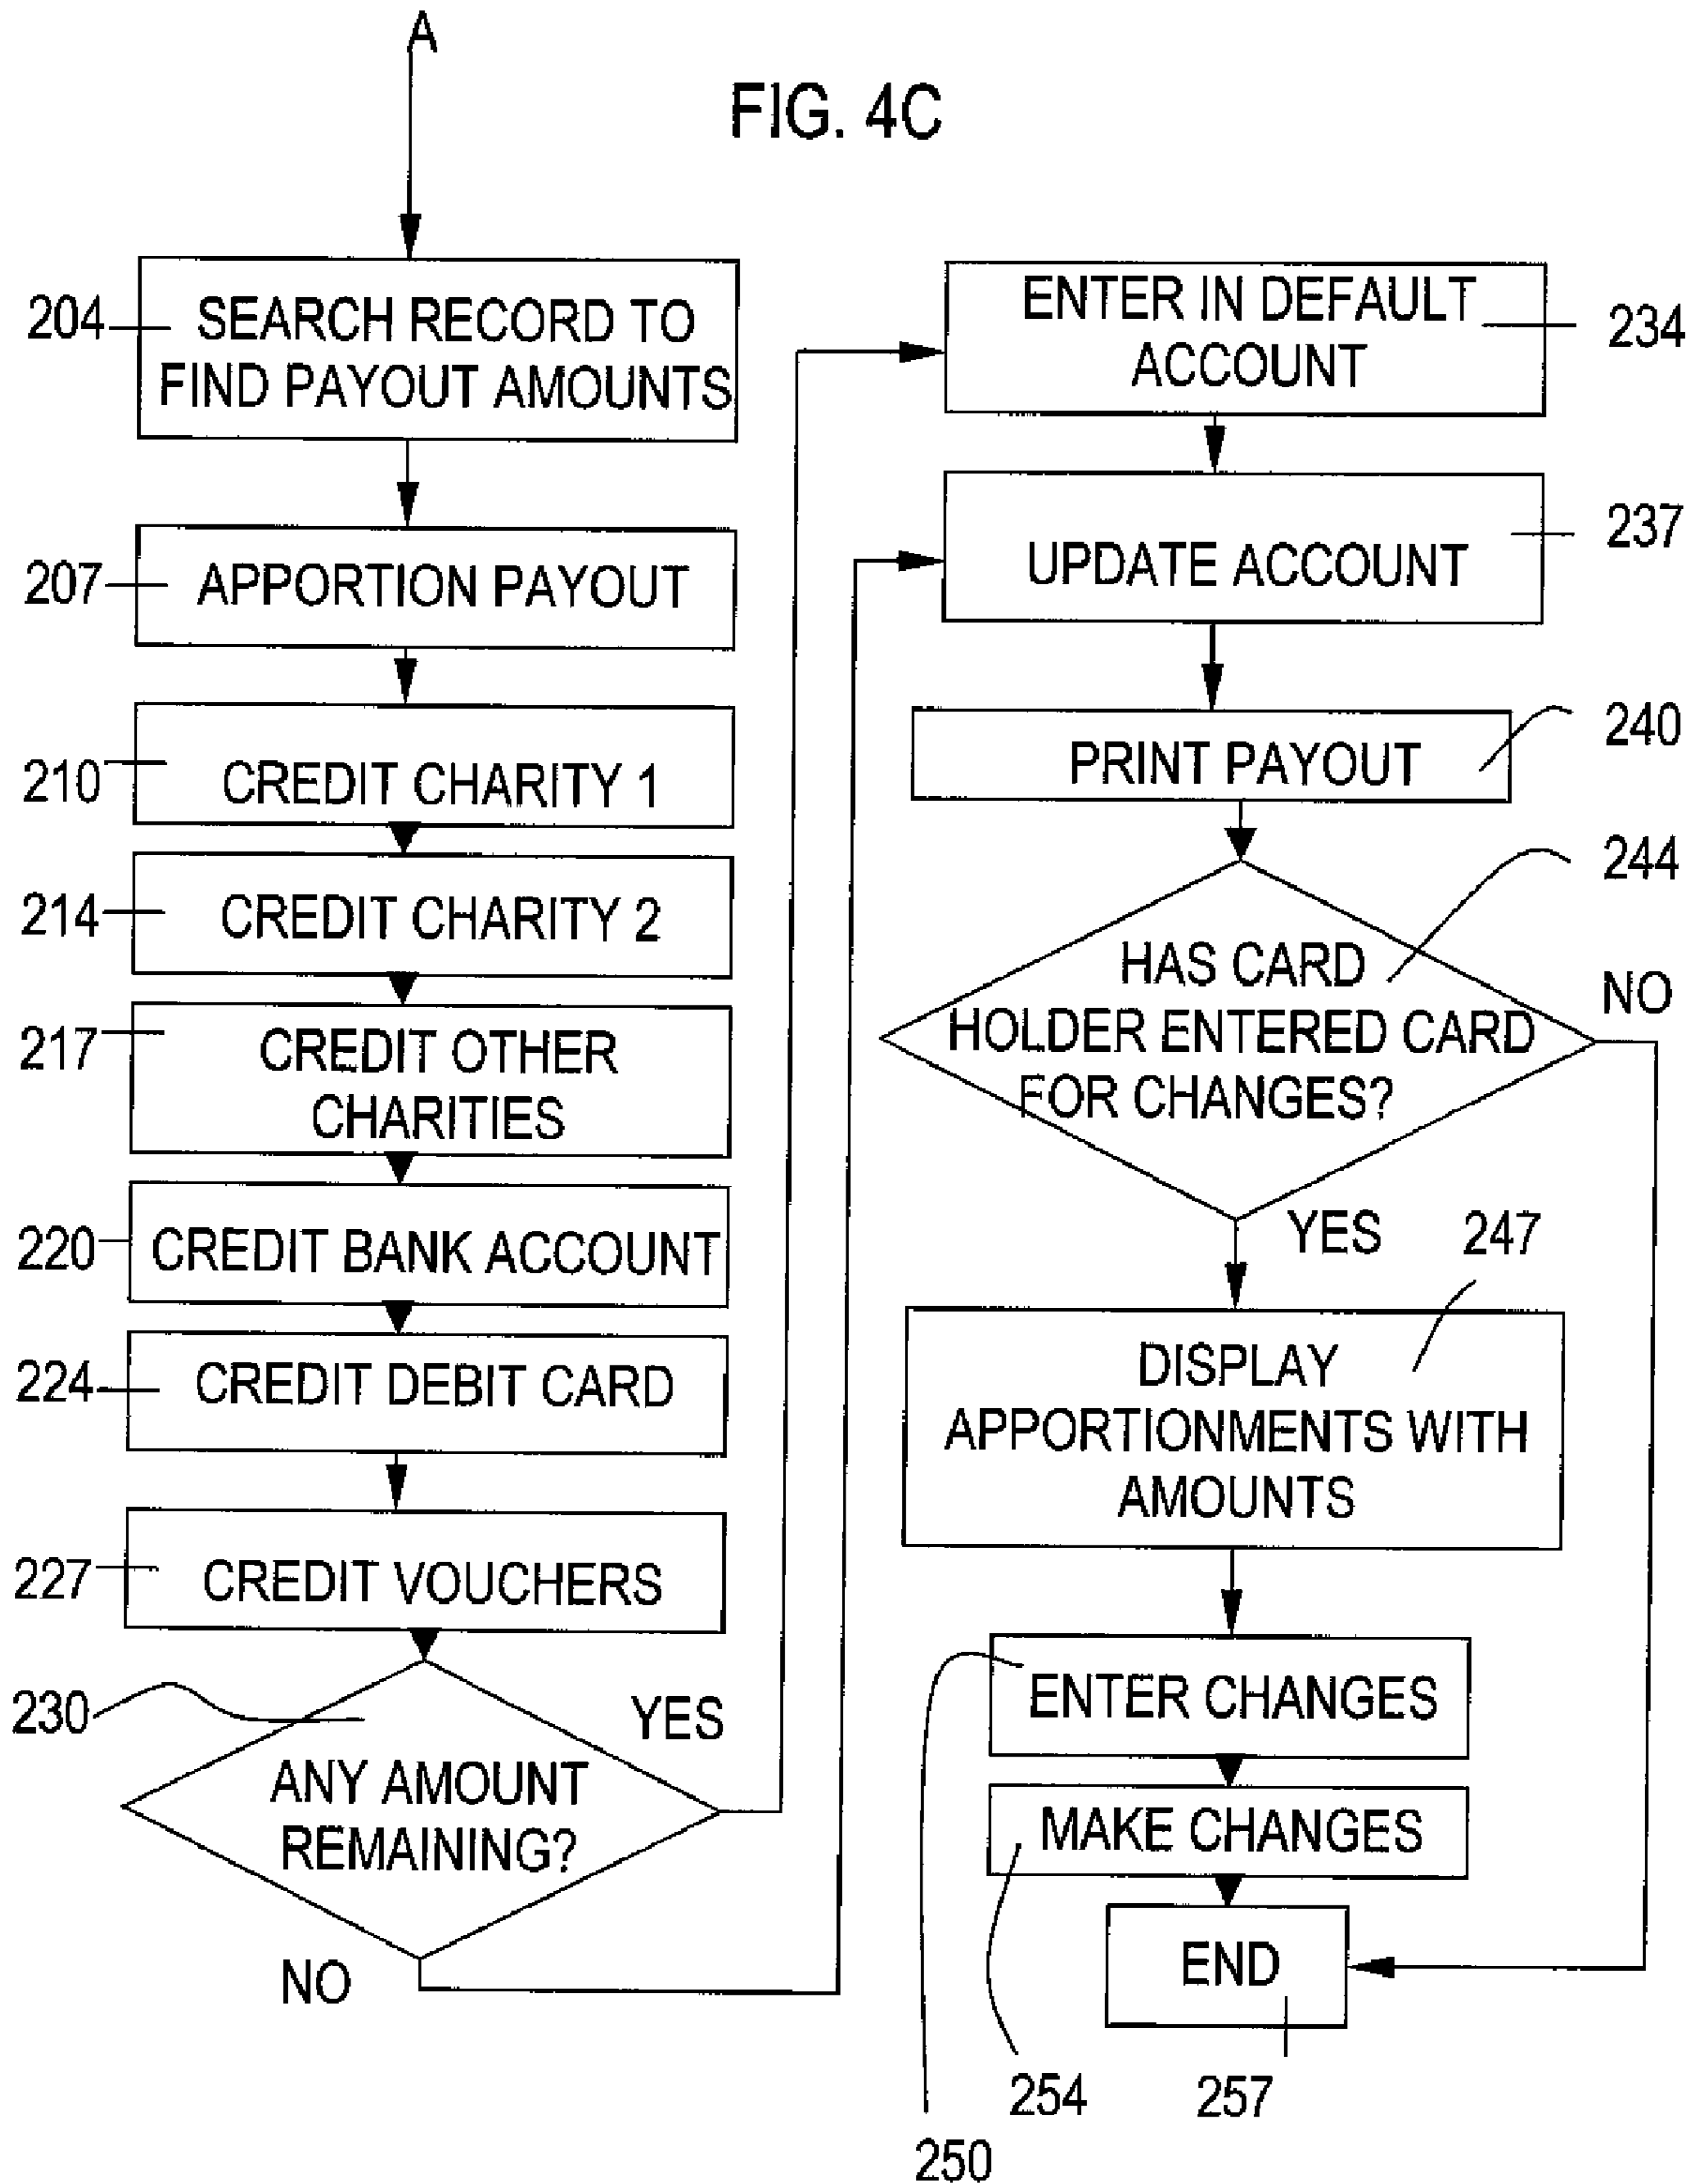 A
FIG. 4C
204
SEARCH RECORD TO
FIND PAYOUT AMOUNTS
207
APPORTION PAYOUT
210
CREDIT CHARITY 1
214
CREDIT CHARITY 2
217
CREDIT OTHER
CHARITIES
220
CREDIT BANK ACCOUNT
224
CREDIT DEBIT CARD
227
CREDIT VOUCHERS
230
YES
ANY AMOUNT
REMAINING?
NO
ENTER IN DEFAULT
ACCOUNT
234
UPDATE ACCOUNT
237
PRINT PAYOUT
240
244
HAS CARD
HOLDER ENTERED CARD
FOR CHANGES?
NO
YES
247
DISPLAY
APPORTIONMENTS WITH
AMOUNTS
ENTER CHANGES
MAKE CHANGES
END
254
257
250